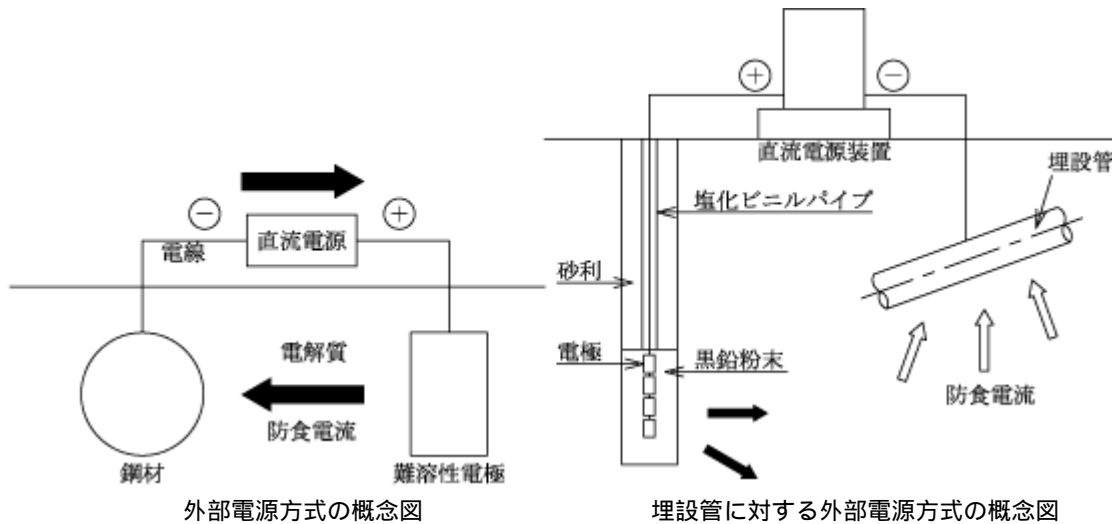 −
+
電線
直流電源
電解質
防食電流
鋼材
難溶性電極
外部電源方式の概念図
+
−
直流電源装置
埋設管
塩化ビニルパイプ
砂利
電極
黒鉛粉末
防食電流
埋設管に対する外部電源方式の概念図